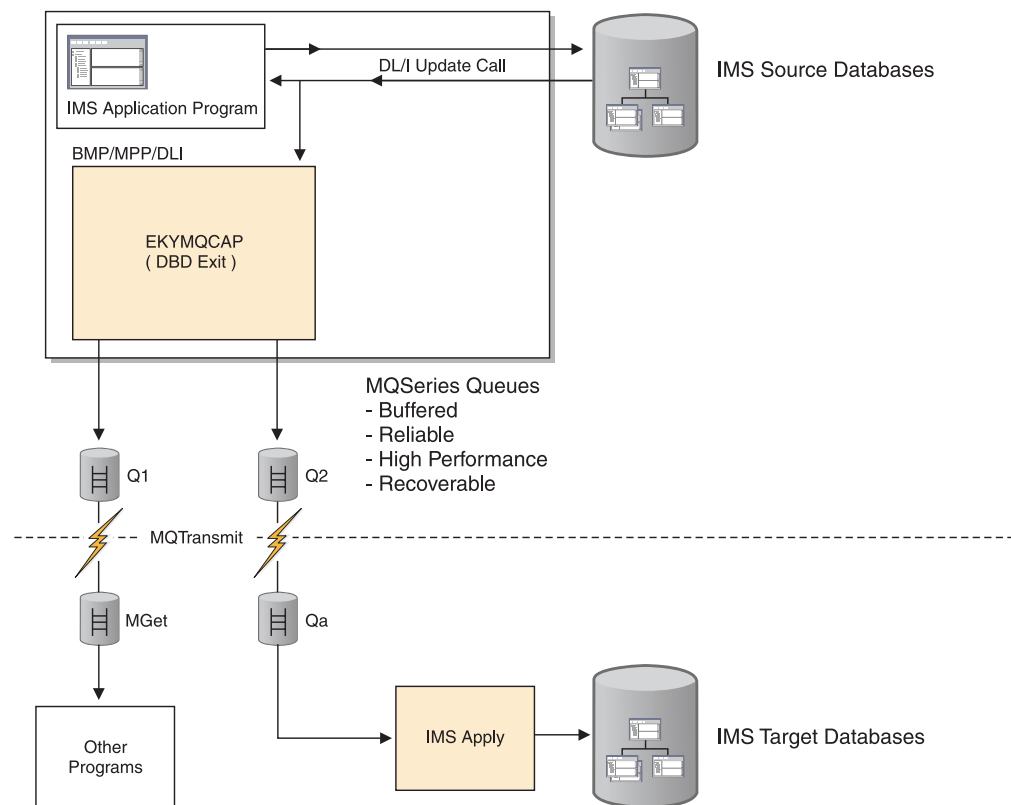 DL/I Update Call
IMS Source Databases
IMS Application Program
BMP/MPP/DLI
EKYMQCAP
( DBD Exit )
MQSeries Queues
- Buffered
- Reliable
- High Performance
- Recoverable
Q1
Q2
MQTransmit
MGet
Qa
Other
Programs
IMS Apply
IMS Target Databases